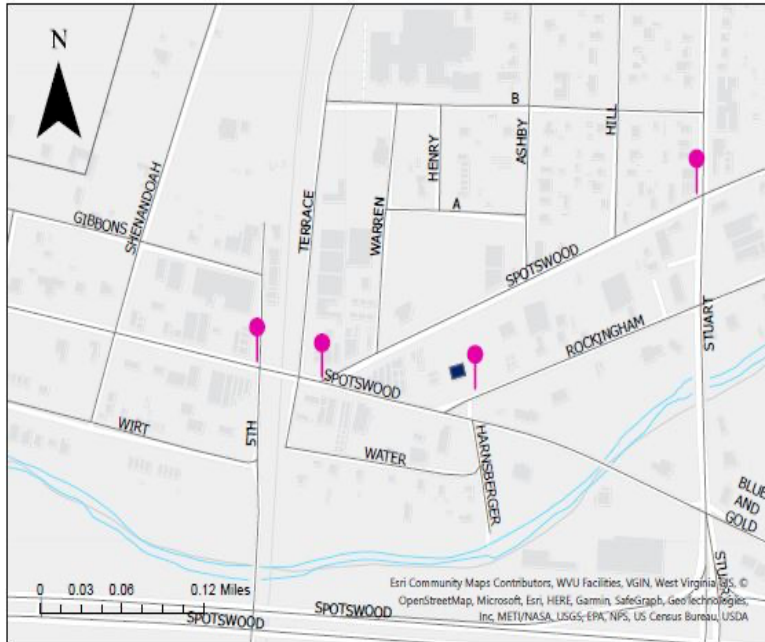 N
B
HILL
ASHBY
HENRY
SHENANDOAH
TERRACE
WARREN
A
GIBBONS
SPOTSWOOD
ROCKINGHAM
STUART
SPOTSWOOD
WIRT
5TH
WATER
HARNSBERGER
BLUE
AND
GOLD
0 0.03 0.06 0.12 Miles
Esri Community Maps Contributors, WVU Facilities, VGIN, West Virginia GIS, ©
OpenStreetMap, Microsoft, Esri, HERE, Garmin, SafeGraph, GeoTechnologies,
Inc, METI/NASA, USGS, EPA, NPS, US Census Bureau, USDA
STUART
SPOTSWOOD
SPOTSWOOD